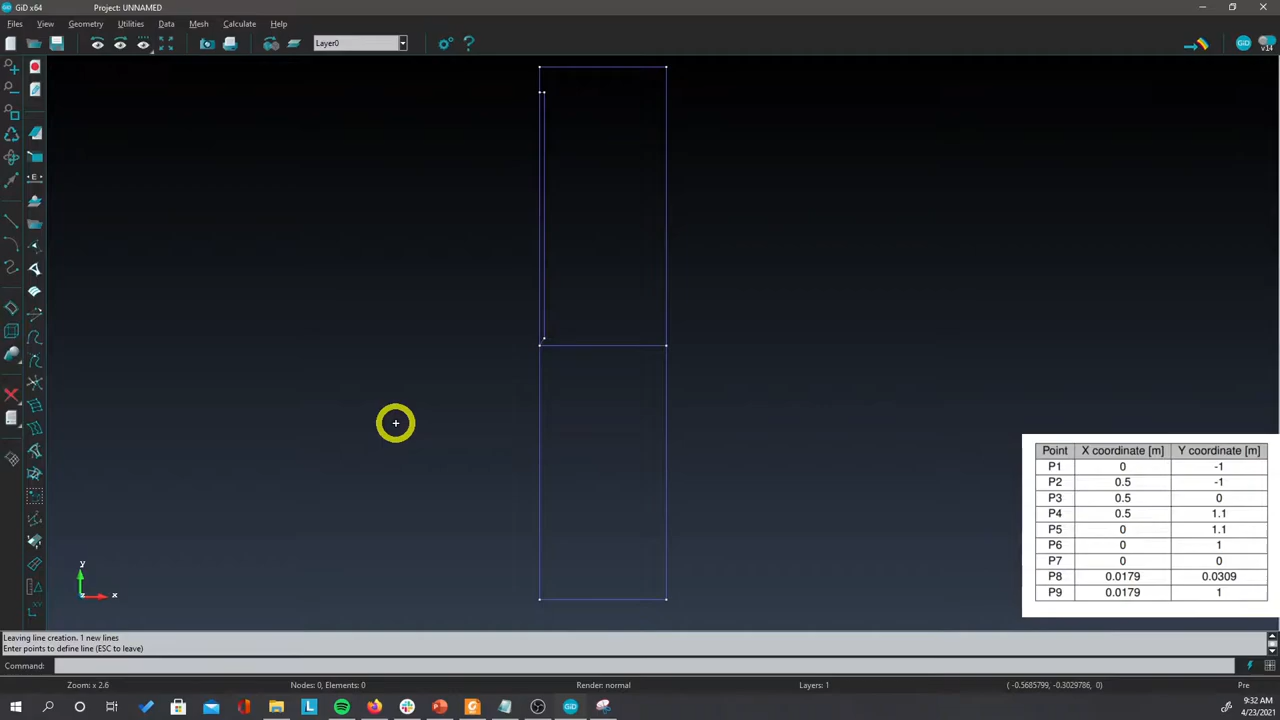 GiD x64 Project: UNNAMED
Files View Geometry Utilities Data Mesh Calculate Help
Layer0
GiD
v14
E
Point X coordinate [m] Y coordinate [m]
P1 0 -1
P2 0.5 -1
P3 0.5 0
P4 0.5 1.1
P5 0 1.1
P6 0 1
P7 0 0
P8 0.0179 0.0309
P9 0.0179 1
y
z x
Leaving line creation. 1 new lines
Enter points to define line (ESC to leave)
Command:
Zoom: x 2.6 Nodes: 0, Elements: 0 Render: normal Layers: 1 ( -0.5685799, -0.3029786, 0) Pre
9:32 AM
4/23/2021